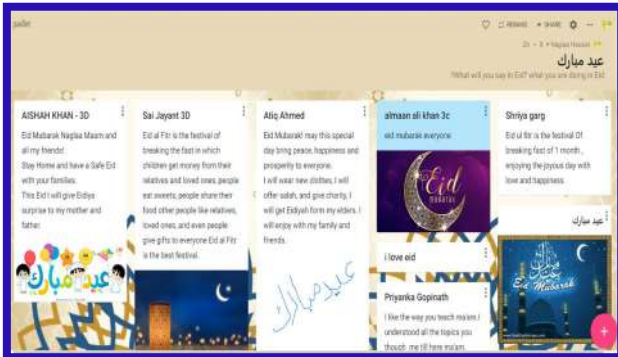 padlet
REMAKE SHARE
عيد مبارك
?What will you say in Eid? what you are doing in Eid
AISHAH KHAN - 3D
Eid Mubarak Naglaa Maam and
all my friends!
Stay Home and have a Safe Eid
with your families.
This Eid I will give Eidiya
surprise to my mother and
father
عيد مبارك
Sai Jayant 3D
Eid al Fitr is the festival of
breaking the fast in which
children get money from their
relatives and loved ones, people
eat sweets, people share their
food other people like relatives,
loved ones, and even people
give gifts to everyone Eid al Fitr
is the best festival.
Atiq Ahmed
Eid Mubarak! may this special
day bring peace, happiness and
prosperity to everyone.
I will wear new clothes, I will
offer salah, and give charity, I
will get Eidiyah form my elders. I
will enjoy with my family and
friends.
عيد مبارك
almaan ali khan 3c
eid mubarak everyone
Eid
MUBARAK
i love eid
Priyanka Gopinath
I like the way you teach ma'am.I
understood all the topics you
though me till here ma'am.
Shriya garg
Eid ul fitr is the festival Of
breaking fast of 1 month ,
enjoying the joyous day with
love and happiness.
عيد مبارك
Eid Mubarak